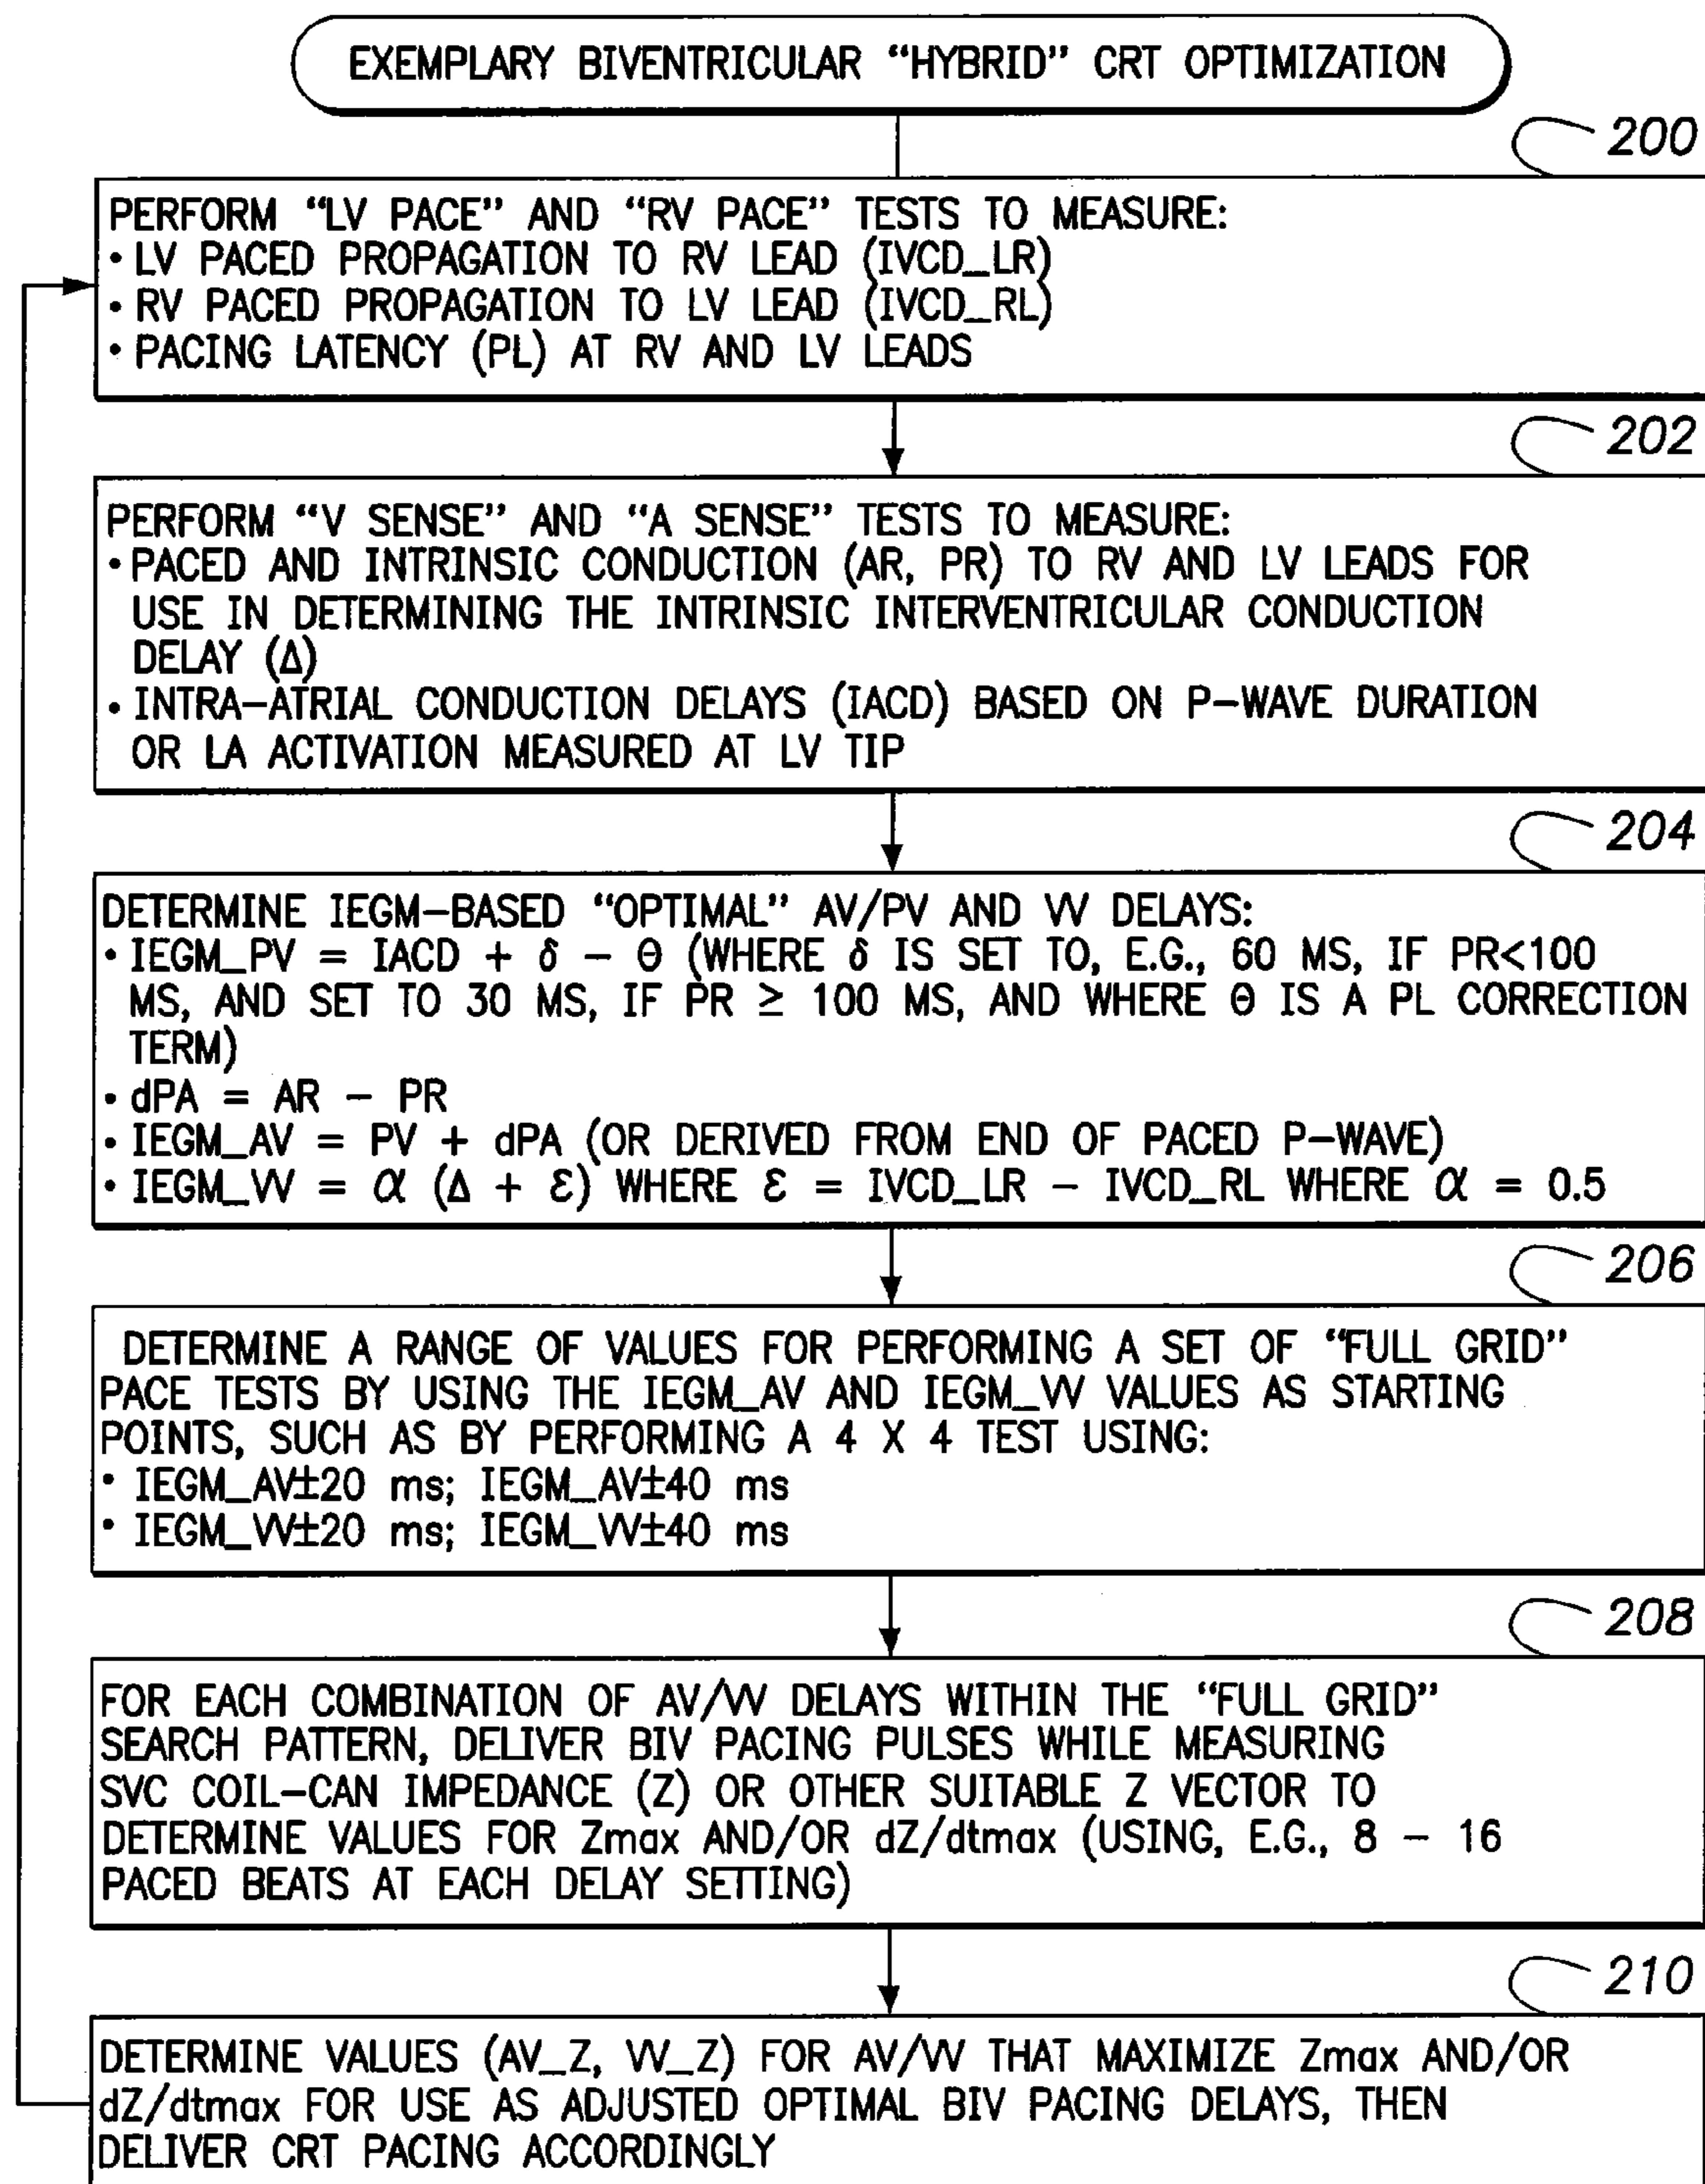 EXEMPLARY BIVENTRICULAR “HYBRID” CRT OPTIMIZATION
200
PERFORM “LV PACE” AND “RV PACE” TESTS TO MEASURE:
• LV PACED PROPAGATION TO RV LEAD (IVCD_LR)
• RV PACED PROPAGATION TO LV LEAD (IVCD_RL)
• PACING LATENCY (PL) AT RV AND LV LEADS
202
PERFORM “V SENSE” AND “A SENSE” TESTS TO MEASURE:
• PACED AND INTRINSIC CONDUCTION (AR, PR) TO RV AND LV LEADS FOR
USE IN DETERMINING THE INTRINSIC INTERVENTRICULAR CONDUCTION
DELAY (Δ)
• INTRA-ATRIAL CONDUCTION DELAYS (IACD) BASED ON P-WAVE DURATION
OR LA ACTIVATION MEASURED AT LV TIP
204
DETERMINE IEGM-BASED “OPTIMAL” AV/PV AND VV DELAYS:
• IEGM_PV = IACD + δ - Θ (WHERE δ IS SET TO, E.G., 60 MS, IF PR<100
MS, AND SET TO 30 MS, IF PR ≥ 100 MS, AND WHERE Θ IS A PL CORRECTION
TERM)
• dPA = AR - PR
• IEGM_AV = PV + dPA (OR DERIVED FROM END OF PACED P-WAVE)
• IEGM_VV = α (Δ + ε) WHERE ε = IVCD_LR - IVCD_RL WHERE α = 0.5
206
DETERMINE A RANGE OF VALUES FOR PERFORMING A SET OF “FULL GRID”
PACE TESTS BY USING THE IEGM_AV AND IEGM_VV VALUES AS STARTING
POINTS, SUCH AS BY PERFORMING A 4 X 4 TEST USING:
• IEGM_AV±20 ms; IEGM_AV±40 ms
• IEGM_VV±20 ms; IEGM_VV±40 ms
208
FOR EACH COMBINATION OF AV/VV DELAYS WITHIN THE “FULL GRID”
SEARCH PATTERN, DELIVER BIV PACING PULSES WHILE MEASURING
SVC COIL-CAN IMPEDANCE (Z) OR OTHER SUITABLE Z VECTOR TO
DETERMINE VALUES FOR Zmax AND/OR dZ/dtmax (USING, E.G., 8 - 16
PACED BEATS AT EACH DELAY SETTING)
210
DETERMINE VALUES (AV_Z, VV_Z) FOR AV/VV THAT MAXIMIZE Zmax AND/OR
dZ/dtmax FOR USE AS ADJUSTED OPTIMAL BIV PACING DELAYS, THEN
DELIVER CRT PACING ACCORDINGLY